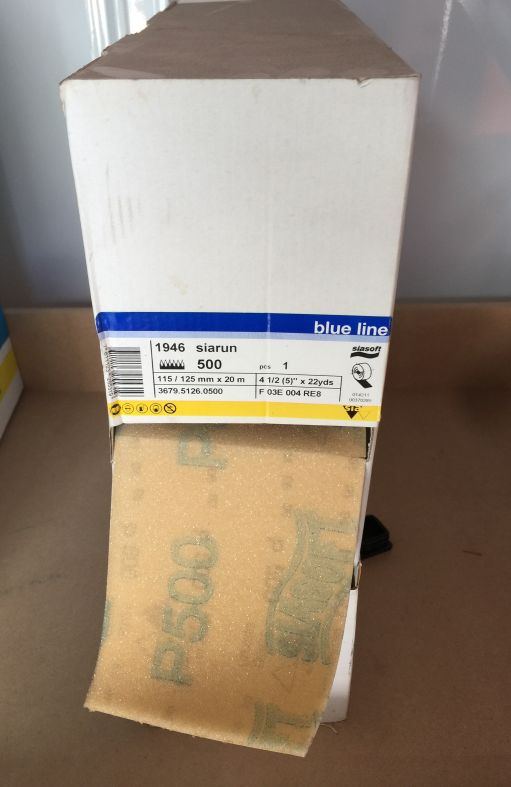 blue line
1946 siarun
siasoft
500
pcs 1
115 / 125 mm x 20 m
4 1/2 (5)" x 22yds
3679.5126.0500
F 03E 004 RE8
sia
P500
SIASOFT